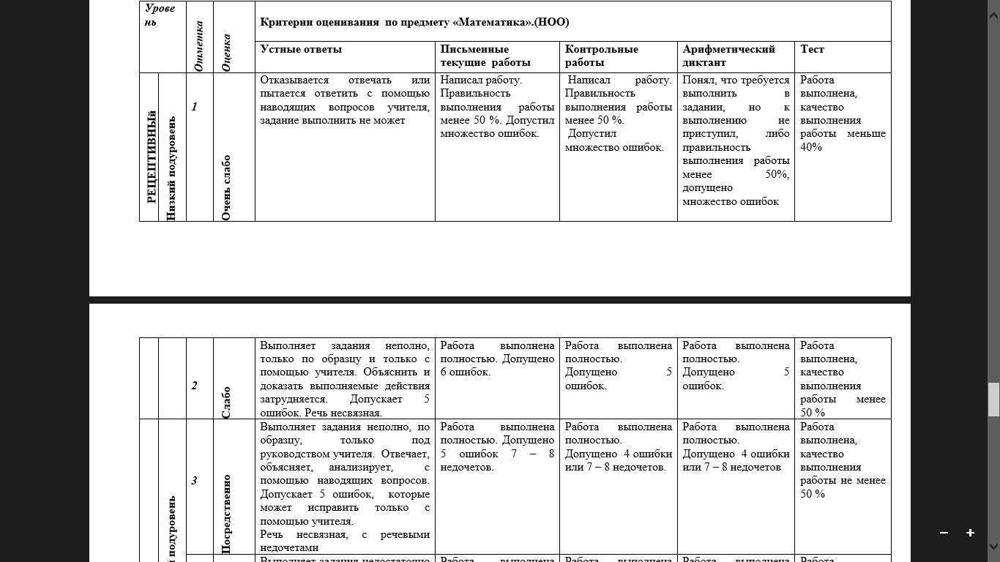 Урове
нь
Отметка
Оценка
Критерии оценивания по предмету «Математика».(НОО)
Устные ответы
Письменные
текущие работы
Контрольные
работы
Арифметический
диктант
Тест
РЕЦЕПТИВНЫЙ
Низкий подуровень
1
Очень слабо
Отказывается отвечать или
пытается ответить с помощью
наводящих вопросов учителя,
задание выполнить не может
Написал работу.
Правильность
выполнения работы
менее 50 %. Допустил
множество ошибок.
Написал работу.
Правильность
выполнения работы
менее 50 %.
Допустил
множество ошибок.
Понял, что требуется
выполнить в
задании, но к
выполнению не
приступил, либо
правильность
выполнения работы
менее 50%,
допущено
множество ошибок
Работа
выполнена,
качество
выполнения
работы меньше
40%
2
Слабо
Выполняет задания неполно,
только по образцу и только с
помощью учителя. Объяснить и
доказать выполняемые действия
затрудняется. Допускает 5
ошибок. Речь несвязная.
Работа выполнена
полностью. Допущено
6 ошибок.
Работа выполнена
полностью.
Допущено 5
ошибок.
Работа выполнена
полностью.
Допущено 5
ошибок.
Работа
выполнена,
качество
выполнения
работы менее
50 %
й подуровень
3
Посредственно
Выполняет задания неполно, по
образцу, только под
руководством учителя. Отвечает,
объясняет, анализирует, с
помощью наводящих вопросов.
Допускает 5 ошибок, которые
может исправить только с
помощью учителя.
Речь несвязная, с речевыми
недочетами
Работа выполнена
полностью. Допущено
5 ошибок 7 – 8
недочетов.
Работа выполнена
полностью.
Допущено 4 ошибки
или 7 – 8 недочетов.
Работа выполнена
полностью.
Допущено 4 ошибки
или 7 – 8 недочетов
Работа
выполнена,
качество
выполнения
работы не менее
50 %
Выполняет задания недостаточно
Работа выполнена
Работа выполнена
Работа выполнена
Работа